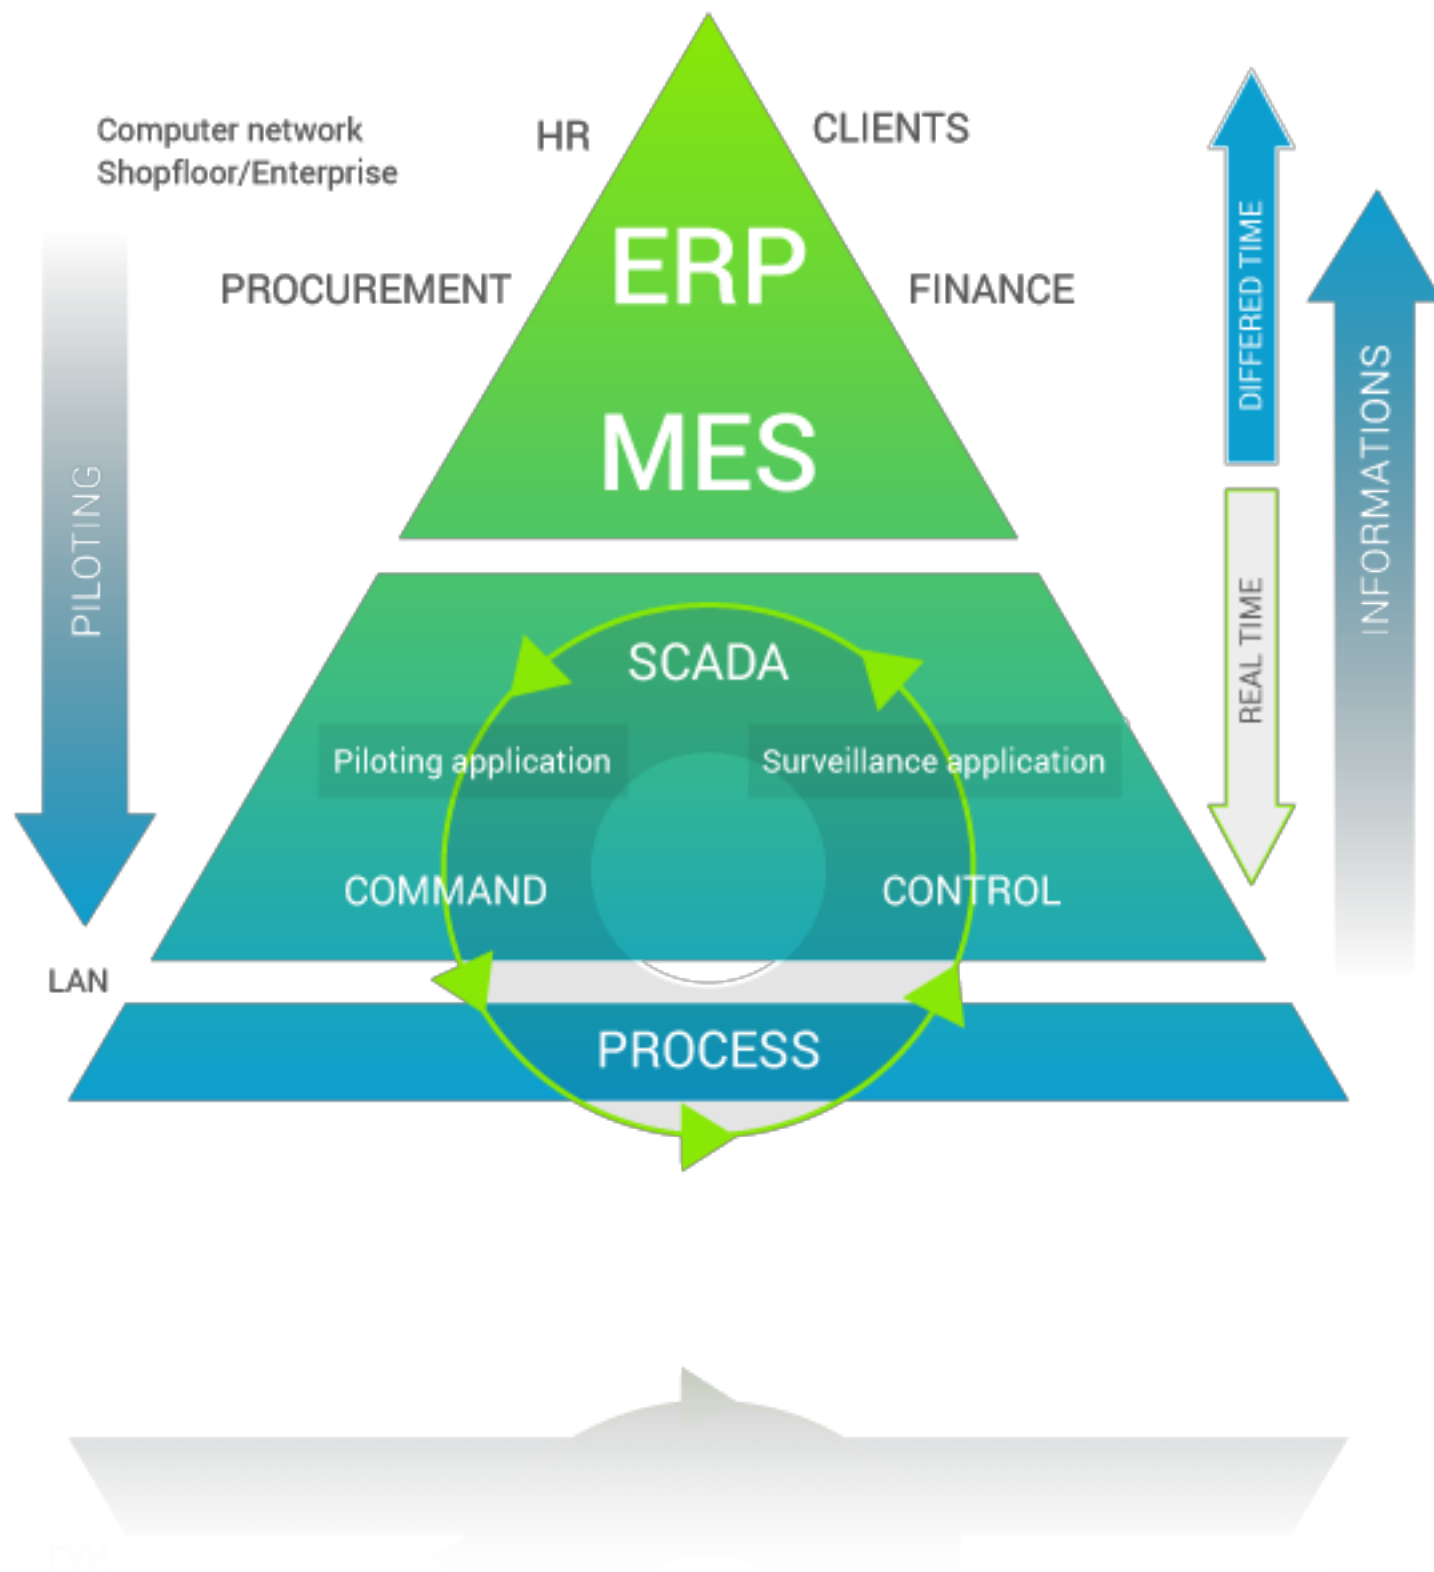 Computer network
Shopfloor/Enterprise
HR
CLIENTS
PROCUREMENT
FINANCE
ERP
MES
DIFFERED TIME
INFORMATIONS
PILOTING
REAL TIME
SCADA
Piloting application
Surveillance application
COMMAND
CONTROL
LAN
PROCESS